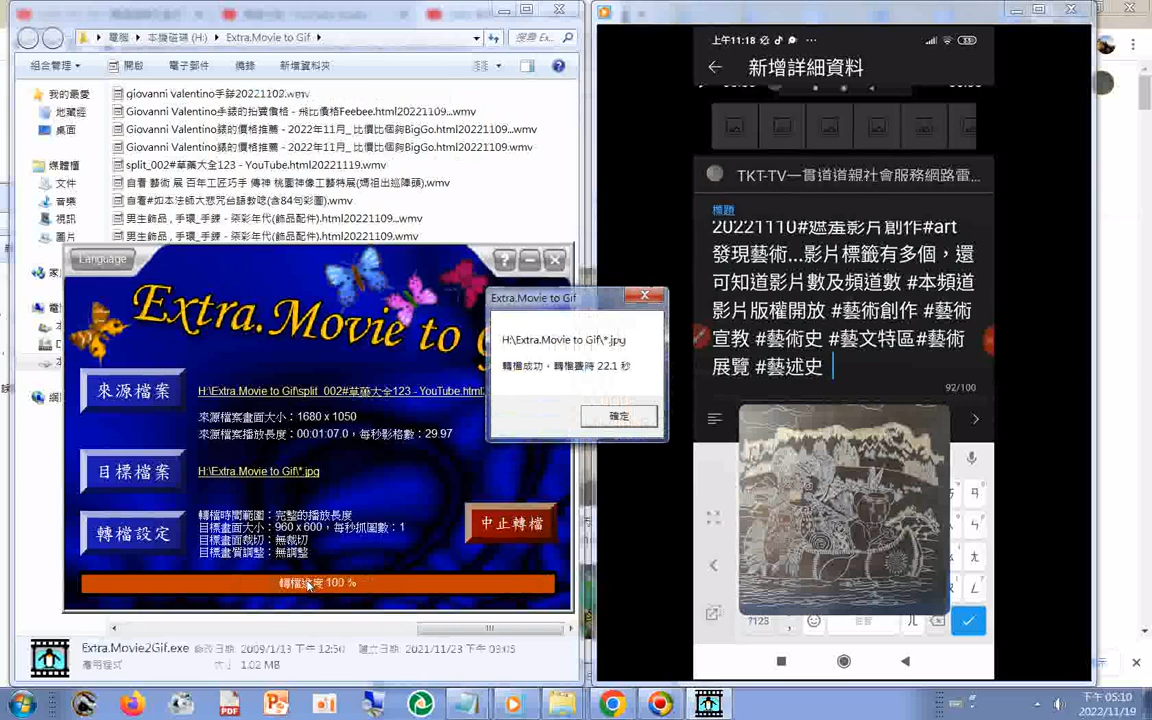 電腦 ▸ 本機磁碟 (H:) ▸ Extra.Movie to Gif ▸
搜尋 Ex...
組合管理 開啟 電子郵件 燒錄 新增資料夾
我的最愛
地藏經
桌面
媒體櫃
文件
音樂
視訊
圖片
giovanni valentino手錶20221102.wmv
Giovanni Valentino手錶的拍賣價格 - 飛比價格Feebee.html20221109...wmv
Giovanni Valentino錶的價格推薦 - 2022年11月_ 比價比個夠BigGo.html20221109...wmv
Giovanni Valentino錶的價格推薦 - 2022年11月_ 比價比個夠BigGo.html20221109.wmv
split_002#草藥大全123 - YouTube.html20221119.wmv
自看 藝術 展 百年工匠巧手 傳神 桃園神像工藝特展(媽祖出巡陣頭).wmv
自看#如本法師大悲咒台語教唸(含84句彩圖).wmv
男生飾品 , 手環_手鍊 - 柒彩年代(飾品配件).html20221109...wmv
男生飾品 , 手環_手鍊 - 柒彩年代(飾品配件).html20221109.wmv
Language
Extra.Movie to
來源檔案
H:\Extra.Movie to Gif\split_002#草藥大全123 - YouTube.html
來源檔案畫面大小：1680 x 1050
來源檔案播放長度：00:01:07.0，每秒影格數：29.97
目標檔案
H:\Extra.Movie to Gif\*.jpg
轉檔設定
轉檔時間範圍：完整的播放長度
目標畫面大小：960 x 600，每秒抓圖數：1
目標畫面裁切：無裁切
目標畫質調整：無調整
中止轉檔
轉檔進度 100 %
Extra.Movie to Gif
H:\Extra.Movie to Gif\*.jpg
轉檔成功，轉檔費時 22.1 秒
確定
Extra.Movie2Gif.exe 修改日期: 2009/1/13 下午 12:50 建立日期: 2021/11/23 下午 03:05
應用程式 大小: 1.02 MB
上午11:18
新增詳細資料
TKT-TV一貫道道親社會服務網路電...
標題
20221110#遮羞影片創作#art
發現藝術...影片標籤有多個，還
可知道影片數及頻道數 #本頻道
影片版權開放 #藝術創作 #藝術
宣教 #藝術史 #藝文特區#藝術
展覽 #藝述史
92/100
ㄣ
ㄤ
ㄥ
?123 , ㄦ
下午 05:10
2022/11/19